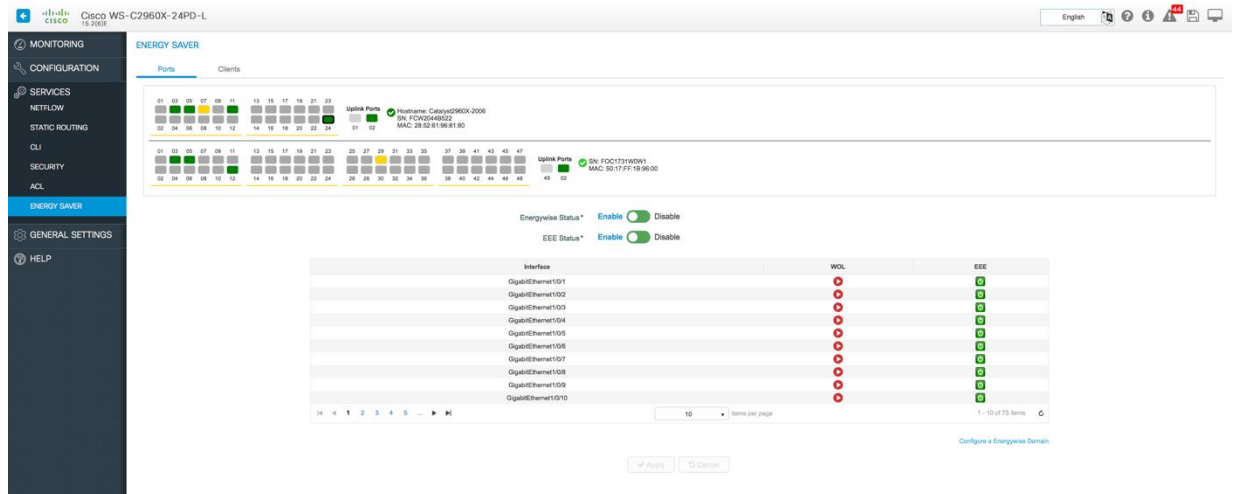 CISCO
Cisco WS-C2960X-24PD-L
15.2(6)E
English
44
MONITORING
CONFIGURATION
SERVICES
NETFLOW
STATIC ROUTING
CLI
SECURITY
ACL
ENERGY SAVER
GENERAL SETTINGS
HELP
ENERGY SAVER
Ports Clients
01 03 05 07 09 11 13 15 17 19 21 23
Uplink Ports
Hostname: Catalyst2960X-2006
SN: FCW2044B522
MAC: 28:52:61:96:81:80
02 04 06 08 10 12 14 16 18 20 22 24 01 02
01 03 05 07 09 11 13 15 17 19 21 23 25 27 29 31 33 35 37 39 41 43 45 47
Uplink Ports
SN: FOC1731W0W1
MAC: 50:17:FF:1B:96:00
02 04 06 08 10 12 14 16 18 20 22 24 26 28 30 32 34 36 38 40 42 44 46 48 49 02
Energywise Status* Enable Disable
EEE Status* Enable Disable
Interface WOL EEE
GigabitEthernet1/0/1
GigabitEthernet1/0/2
GigabitEthernet1/0/3
GigabitEthernet1/0/4
GigabitEthernet1/0/5
GigabitEthernet1/0/6
GigabitEthernet1/0/7
GigabitEthernet1/0/8
GigabitEthernet1/0/9
GigabitEthernet1/0/10
1 2 3 4 5 ... 10 items per page 1 - 10 of 75 items
Configure a Energywise Domain
Apply Cancel